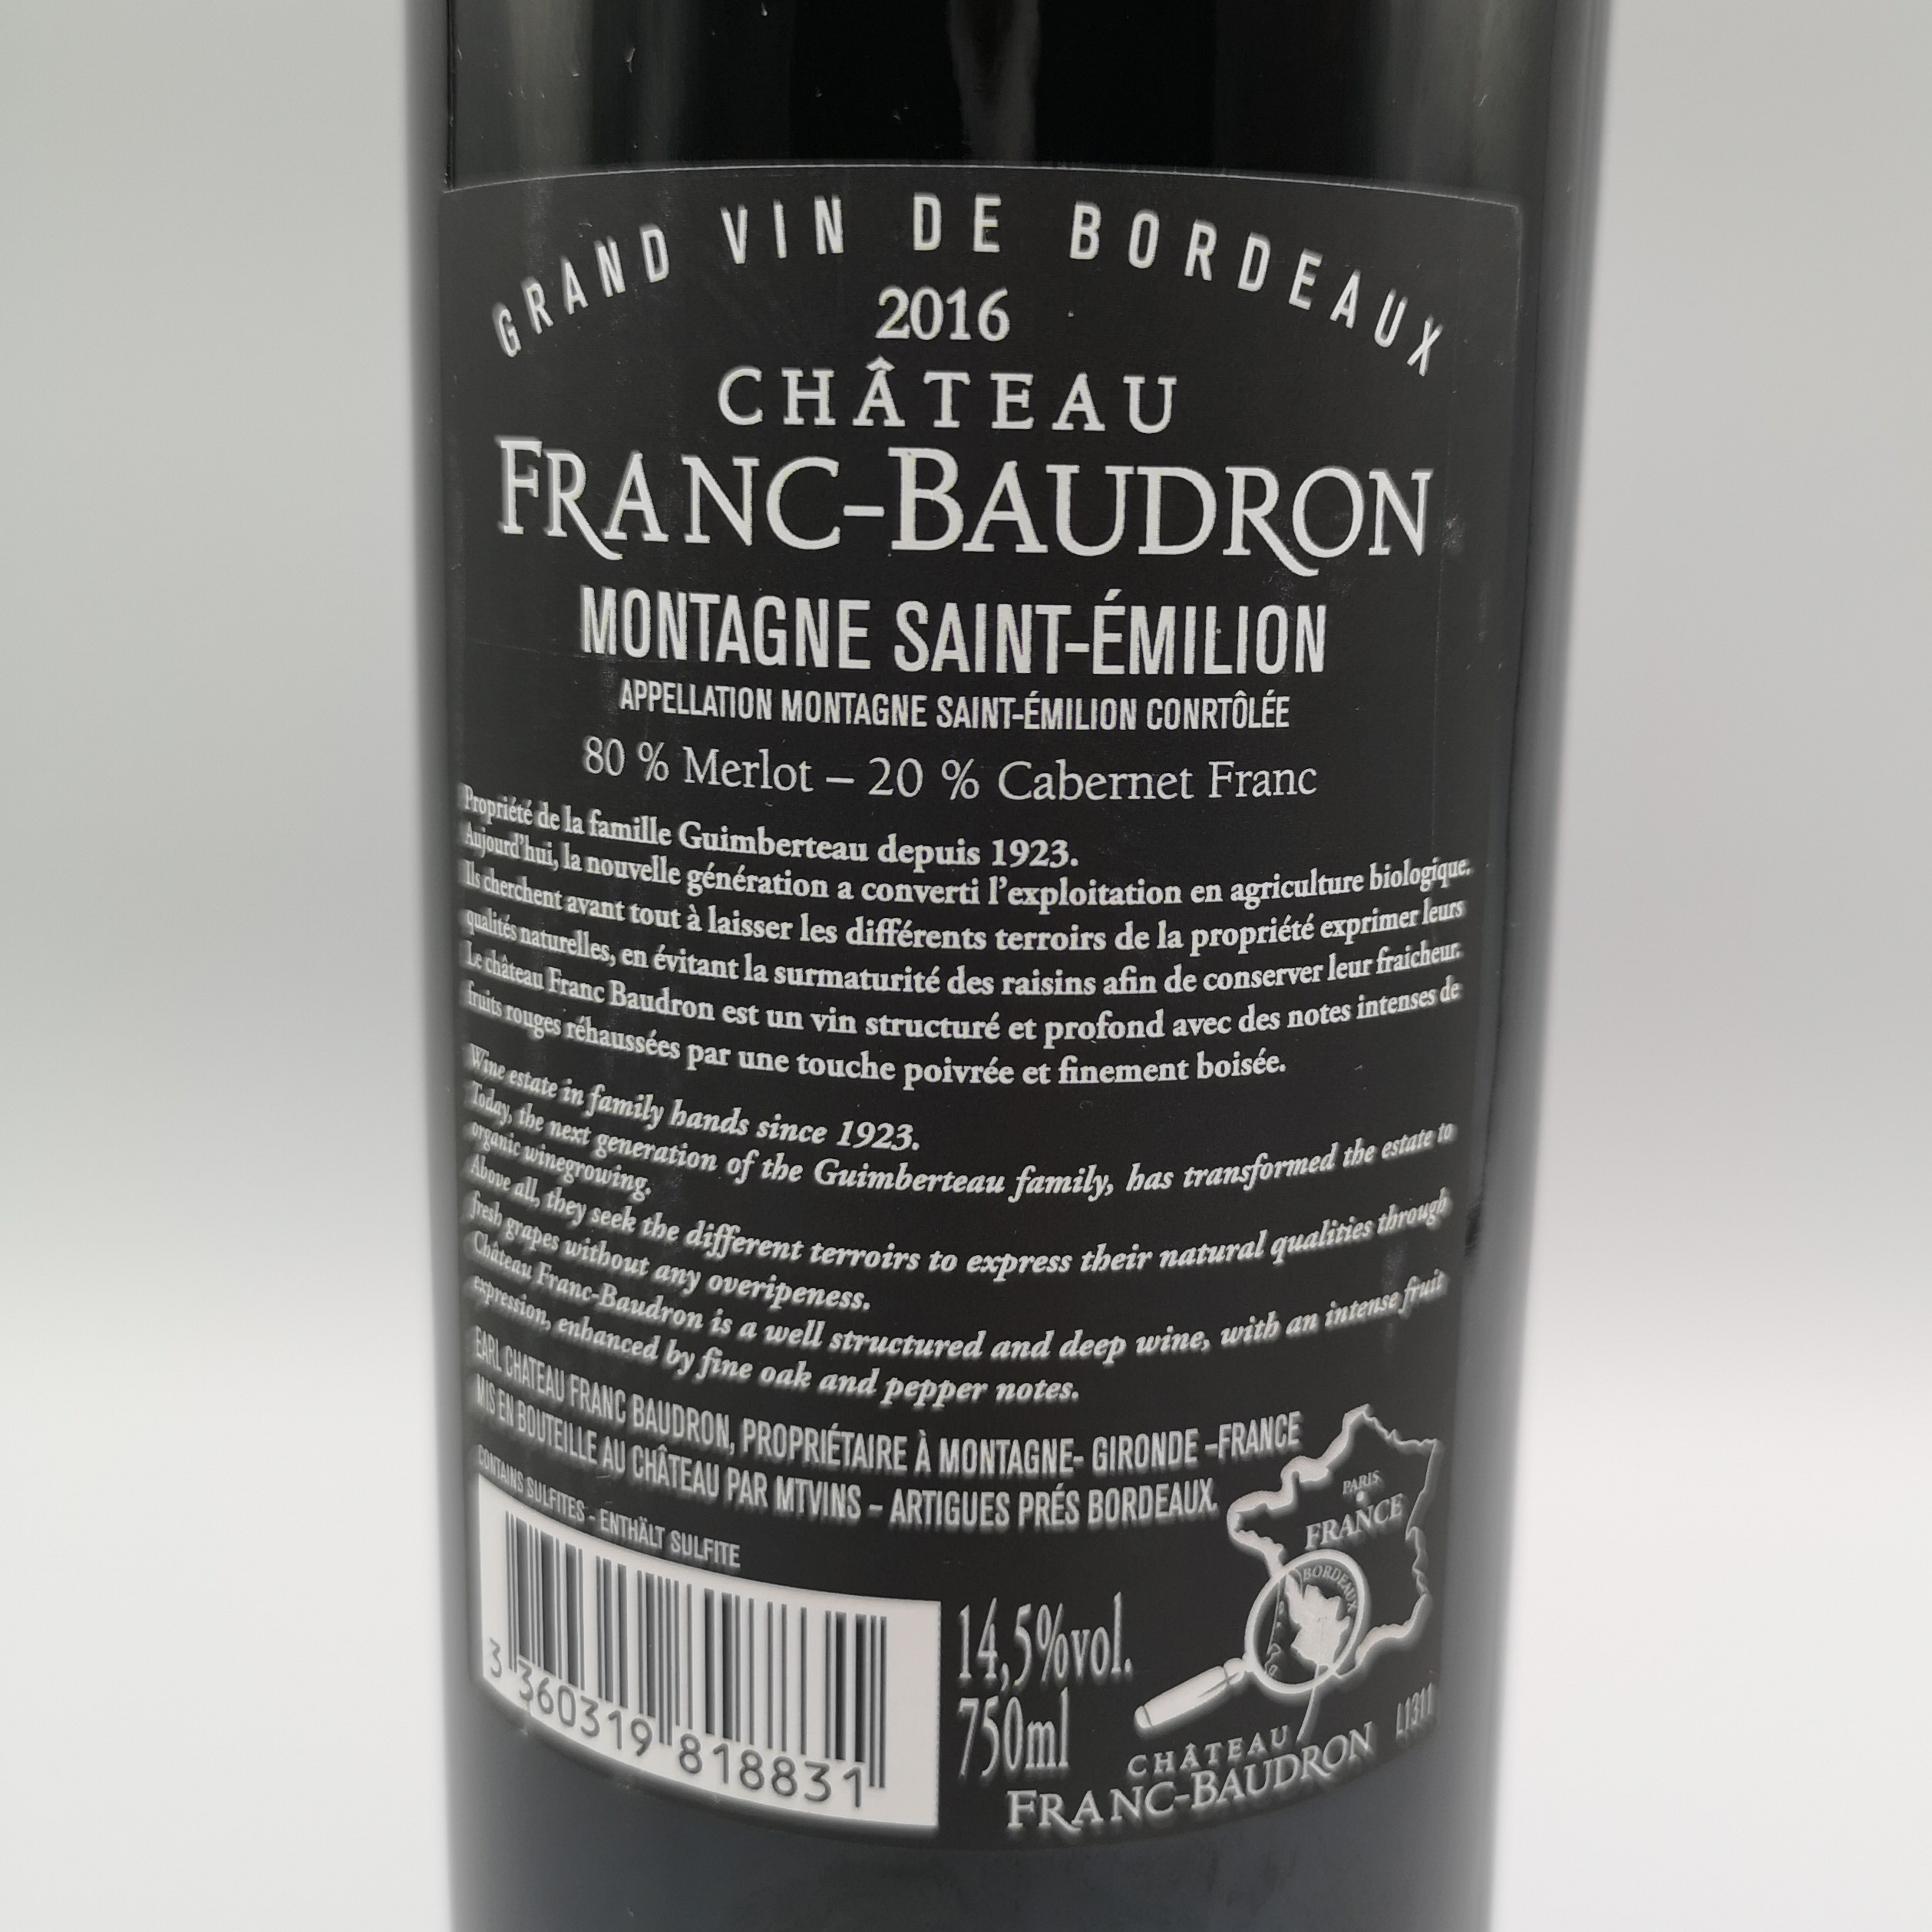 GRAND VIN DE BORDEAUX
2016
CHÂTEAU
FRANC-BAUDRON
MONTAGNE SAINT-ÉMILION
APPELLATION MONTAGNE SAINT-ÉMILION CONRTÔLÉE
80 % Merlot – 20 % Cabernet Franc
Propriété de la famille Guimberteau depuis 1923.
Aujourd'hui, la nouvelle génération a converti l'exploitation en agriculture biologique.
Ils cherchent avant tout à laisser les différents terroirs de la propriété exprimer leurs
qualités naturelles, en évitant la surmaturité des raisins afin de conserver leur fraicheur.
Le château Franc Baudron est un vin structuré et profond avec des notes intenses de
fruits rouges réhaussées par une touche poivrée et finement boisée.
Wine estate in family hands since 1923.
Today, the next generation of the Guimberteau family, has transformed the estate to
organic winegrowing.
Above all, they seek the different terroirs to express their natural qualities through
fresh grapes without any overipeness.
Château Franc-Baudron is a well structured and deep wine, with an intense fruit
expression, enhanced by fine oak and pepper notes.
EARL CHATEAU FRANC BAUDRON, PROPRIÉTAIRE À MONTAGNE- GIRONDE -FRANCE
MIS EN BOUTEILLE AU CHÂTEAU PAR MTVINS – ARTIGUES PRÉS BORDEAUX.
CONTAINS SULFITES - ENTHÄLT SULFITE
PARIS
FRANCE
BORDEAUX
14,5%vol.
750ml
3 360319 818831
CHÂTEAU
FRANC-BAUDRON
L1311